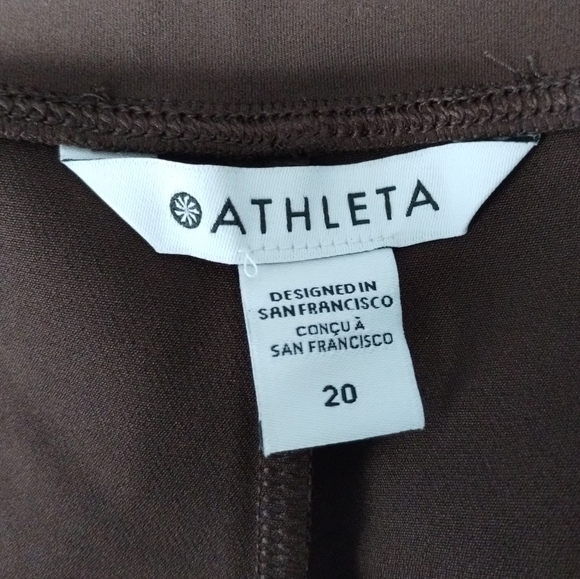 ATHLETA
DESIGNED IN
SAN FRANCISCO
CONÇU À
SAN FRANCISCO
20